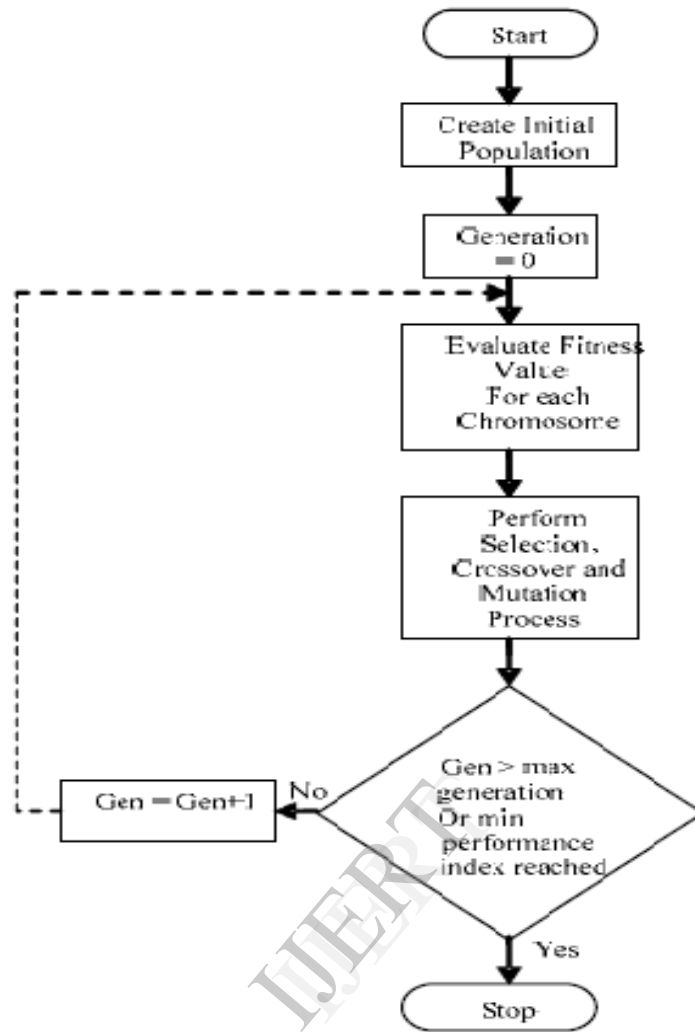 Start
Create Initial
Population
Generation
= 0
Evaluate Fitness
Value
For each
Chromosome
Perform
Selection,
Crossover and
Mutation
Process
Gen > max
generation
Or min
performance
index reached
No
Gen = Gen+1
Yes
Stop
IJERT